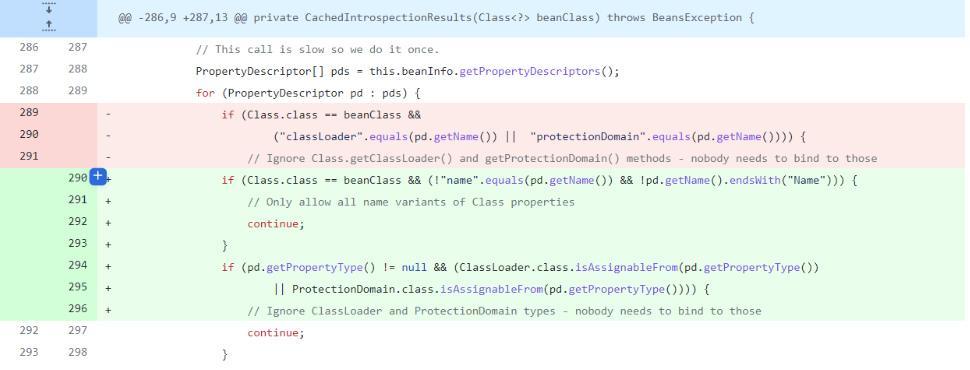 @@ -286,9 +287,13 @@ private CachedIntrospectionResults(Class<?> beanClass) throws BeansException {
286 287 // This call is slow so we do it once.
287 288 PropertyDescriptor[] pds = this.beanInfo.getPropertyDescriptors();
288 289 for (PropertyDescriptor pd : pds) {
289 - if (Class.class == beanClass &&
290 - ("classLoader".equals(pd.getName()) || "protectionDomain".equals(pd.getName()))) {
291 - // Ignore Class.getClassLoader() and getProtectionDomain() methods - nobody needs to bind to those
290 + if (Class.class == beanClass && (!"name".equals(pd.getName()) && !pd.getName().endsWith("Name"))) {
291 + // Only allow all name variants of Class properties
292 + continue;
293 + }
294 + if (pd.getPropertyType() != null && (ClassLoader.class.isAssignableFrom(pd.getPropertyType())
295 + || ProtectionDomain.class.isAssignableFrom(pd.getPropertyType()))) {
296 + // Ignore ClassLoader and ProtectionDomain types - nobody needs to bind to those
292 297 continue;
293 298 }